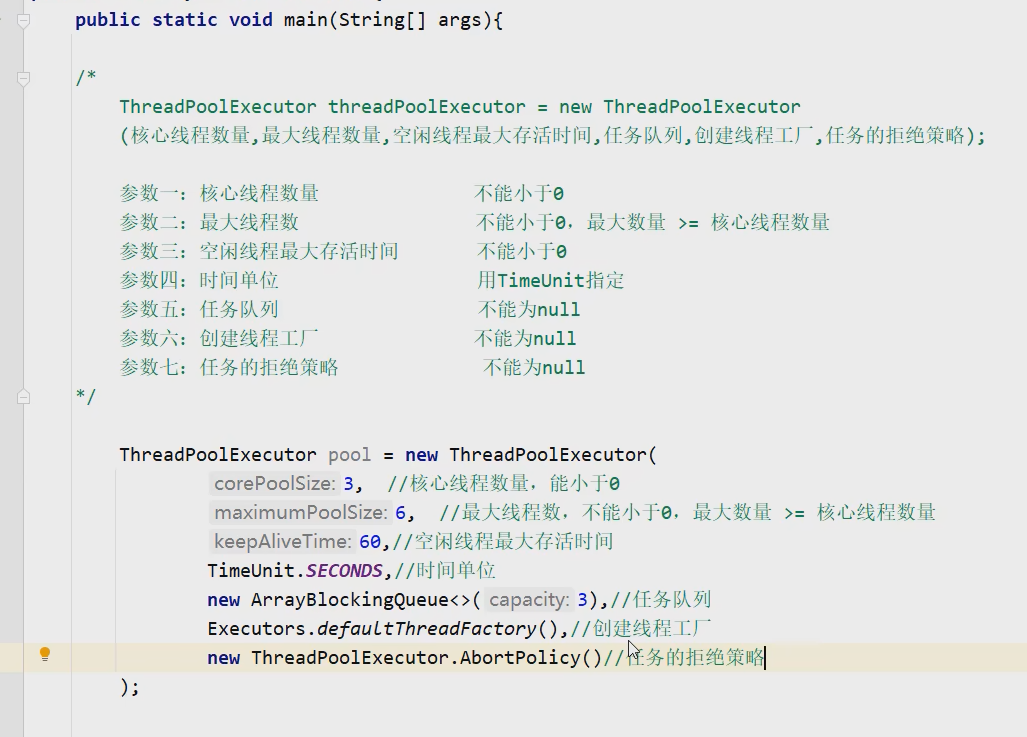 public static void main(String[] args){
/*
ThreadPoolExecutor threadPoolExecutor = new ThreadPoolExecutor
(核心线程数量,最大线程数量,空闲线程最大存活时间,任务队列,创建线程工厂,任务的拒绝策略);
参数一：核心线程数量 不能小于0
参数二：最大线程数 不能小于0，最大数量 >= 核心线程数量
参数三：空闲线程最大存活时间 不能小于0
参数四：时间单位 用TimeUnit指定
参数五：任务队列 不能为null
参数六：创建线程工厂 不能为null
参数七：任务的拒绝策略 不能为null
*/
ThreadPoolExecutor pool = new ThreadPoolExecutor(
corePoolSize: 3, //核心线程数量，能小于0
maximumPoolSize: 6, //最大线程数，不能小于0，最大数量 >= 核心线程数量
keepAliveTime: 60,//空闲线程最大存活时间
TimeUnit.SECONDS,//时间单位
new ArrayBlockingQueue<>( capacity: 3),//任务队列
Executors.defaultThreadFactory(),//创建线程工厂
new ThreadPoolExecutor.AbortPolicy()//任务的拒绝策略
);